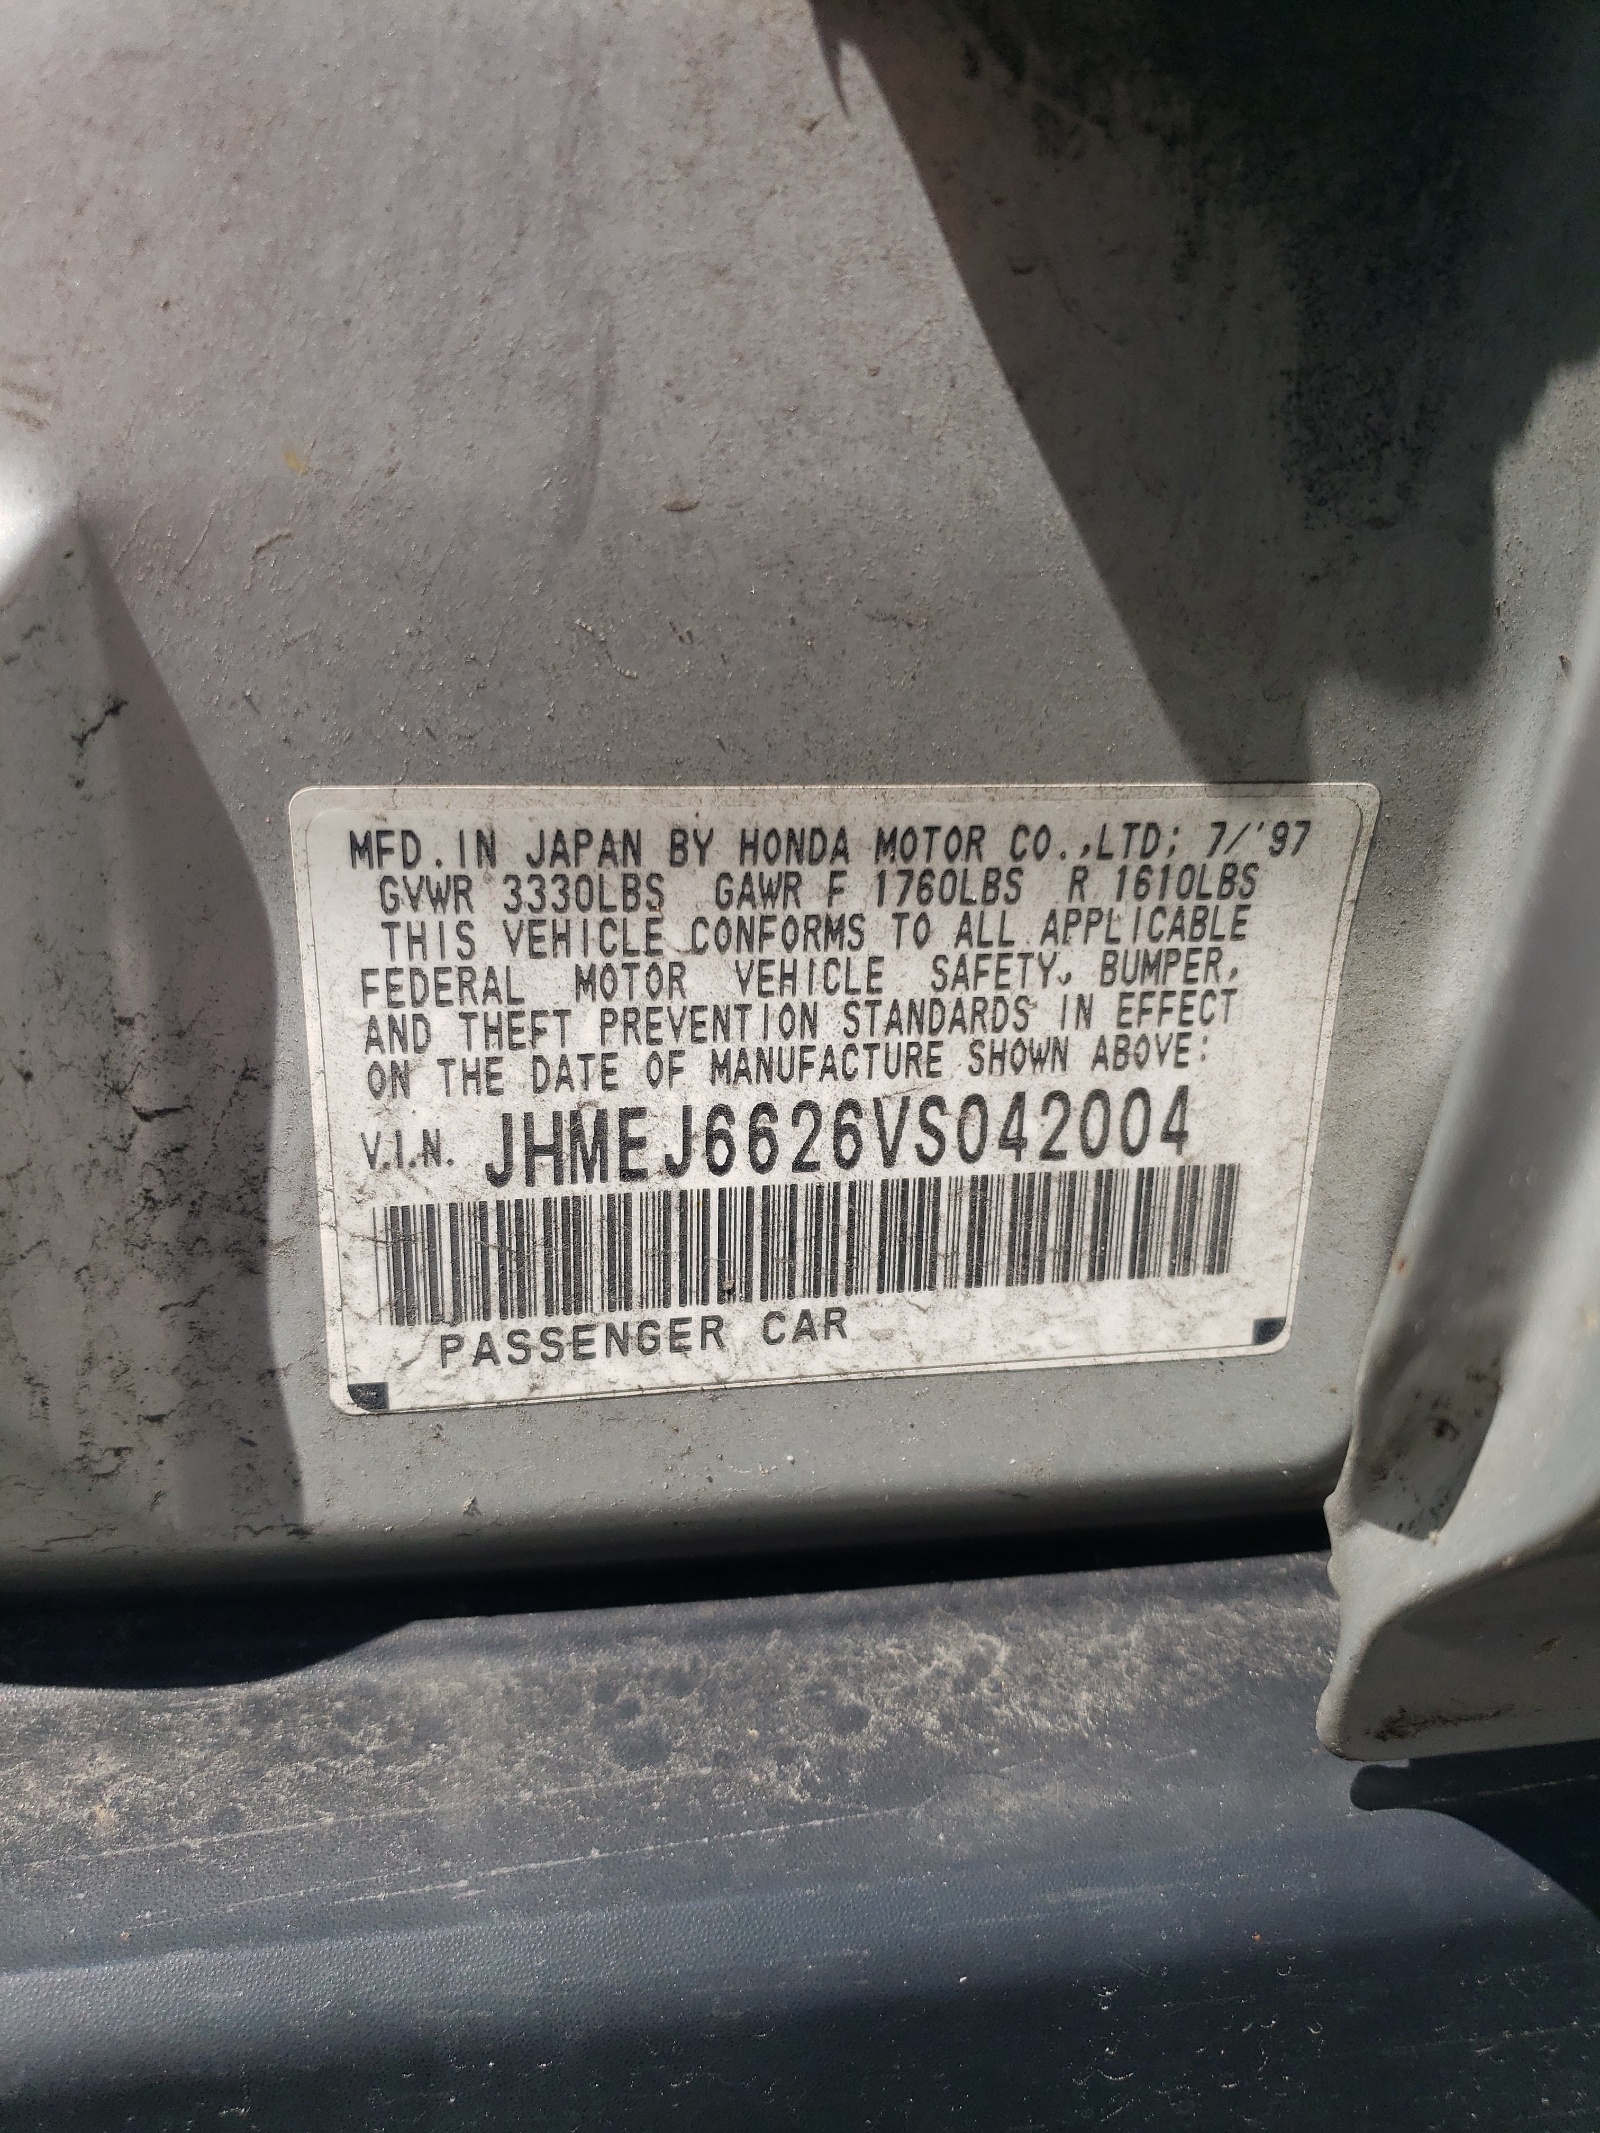 MFD. IN JAPAN BY HONDA MOTOR CO.,LTD; 7/'97
GVWR 3330LBS GAWR F 1760LBS R 1610LBS
THIS VEHICLE CONFORMS TO ALL APPLICABLE
FEDERAL MOTOR VEHICLE SAFETY, BUMPER,
AND THEFT PREVENTION STANDARDS IN EFFECT
ON THE DATE OF MANUFACTURE SHOWN ABOVE:
V.I.N. JHMEJ6626VS042004
PASSENGER CAR